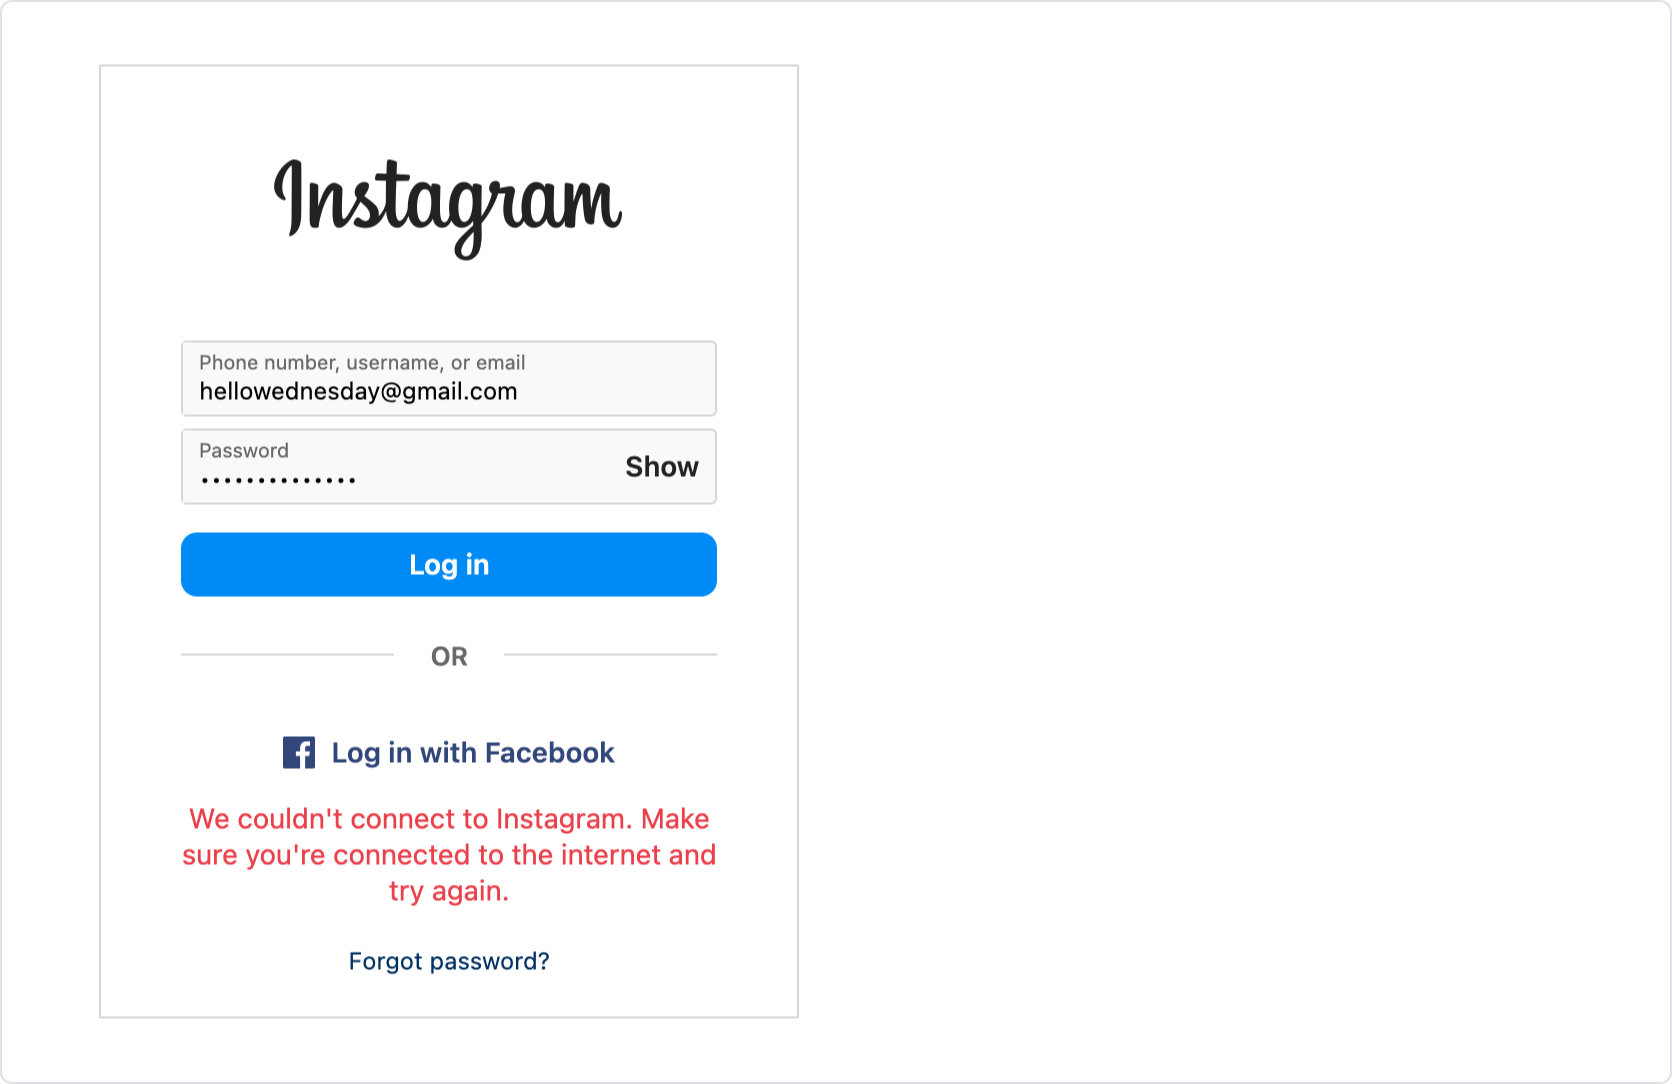 Instagram
Phone number, username, or email
hellowednesday@gmail.com
Password
••••••••••••••
Show
Log in
OR
Log in with Facebook
We couldn't connect to Instagram. Make
sure you're connected to the internet and
try again.
Forgot password?